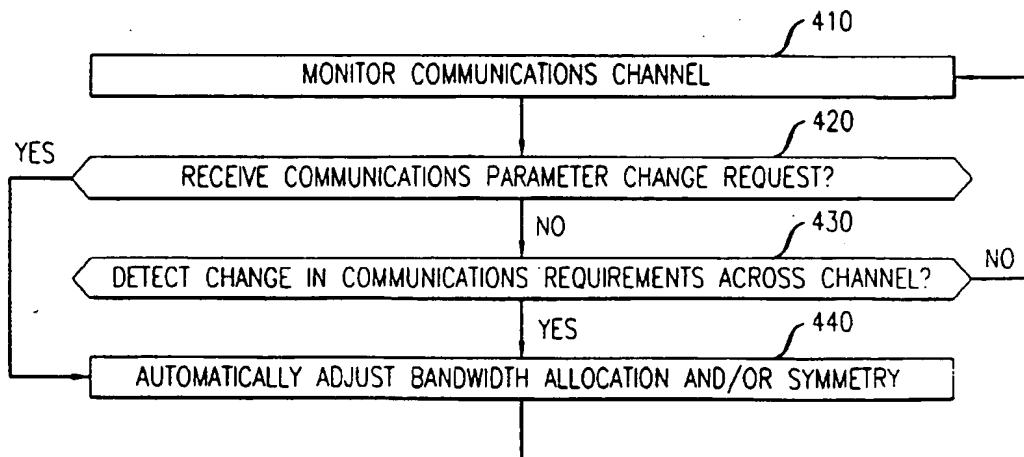 410
MONITOR COMMUNICATIONS CHANNEL
420
YES
RECEIVE COMMUNICATIONS PARAMETER CHANGE REQUEST?
NO
430
DETECT CHANGE IN COMMUNICATIONS REQUIREMENTS ACROSS CHANNEL?
NO
YES
440
AUTOMATICALLY ADJUST BANDWIDTH ALLOCATION AND/OR SYMMETRY